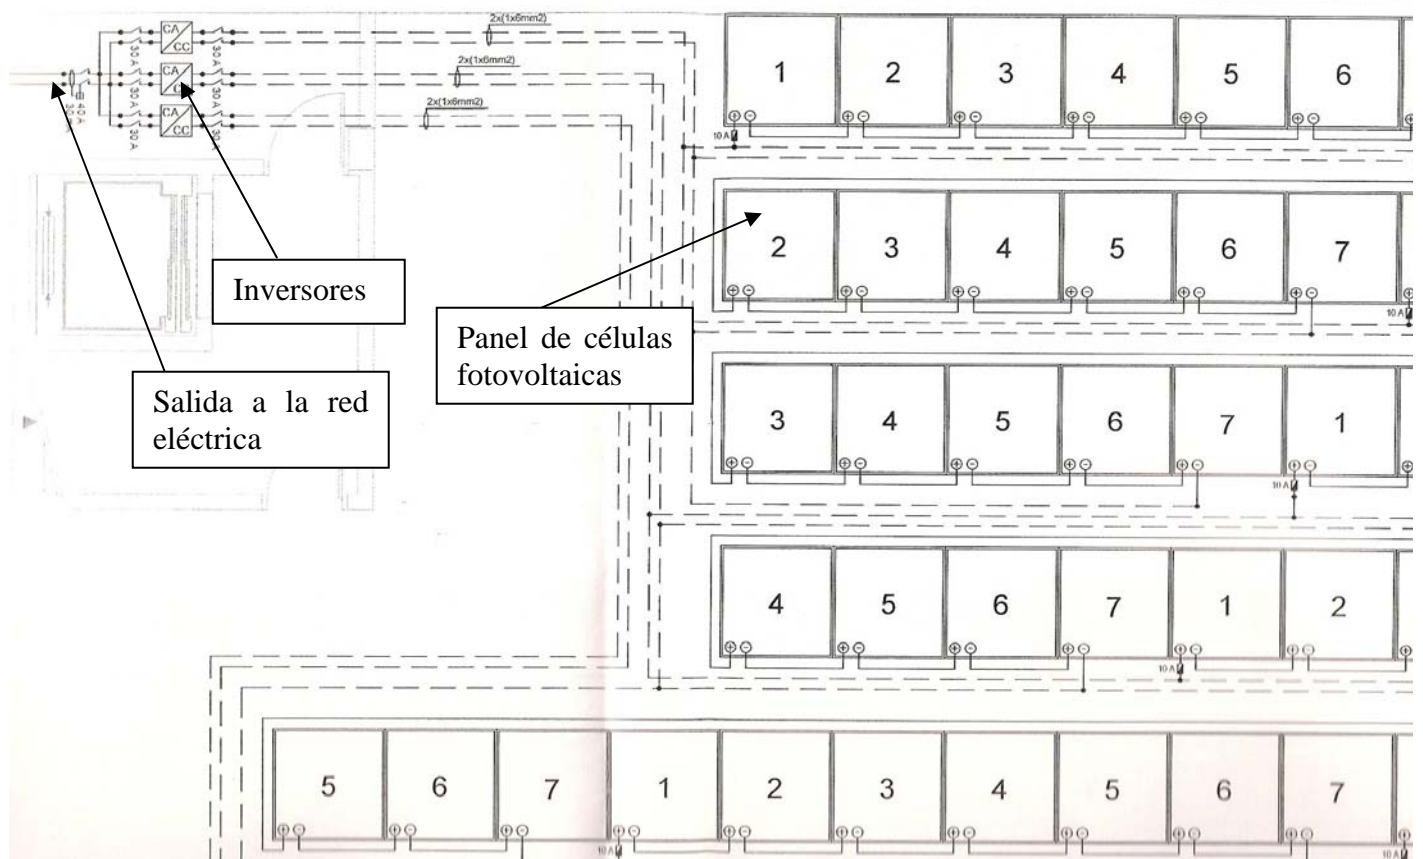 2x(1x6mm2)
CA
CC
30 A
30 A
2x(1x6mm2)
CA
CC
30 A
30 A
2x(1x6mm2)
CA
CC
30 A
30 A
40 A
Inversores
Salida a la red
eléctrica
Panel de células
fotovoltaicas
1 2 3 4 5 6
10 A
2 3 4 5 6 7
10 A
3 4 5 6 7 1
10 A
4 5 6 7 1 2
10 A
5 6 7 1 2 3 4 5 6 7
10 A
10 A